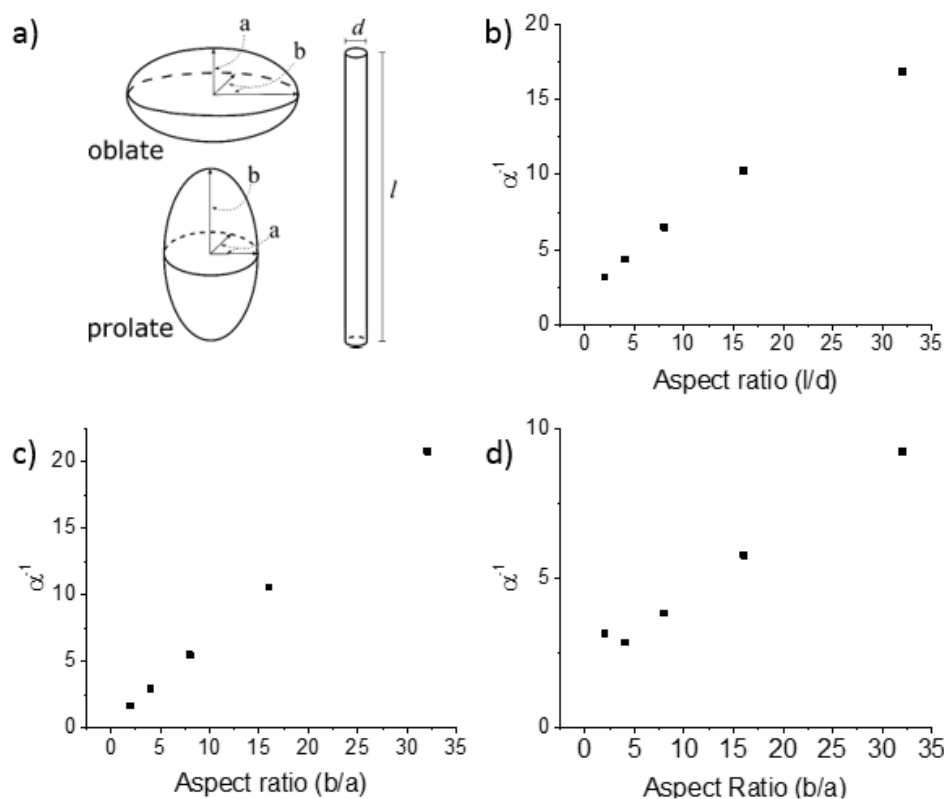 a)
a
b
oblate
b
a
prolate
d
l
b)
20
15
10
5
0
α⁻¹
0 5 10 15 20 25 30 35
Aspect ratio (l/d)
c)
20
15
10
5
0
α⁻¹
0 5 10 15 20 25 30 35
Aspect ratio (b/a)
d)
10
5
0
α⁻¹
0 5 10 15 20 25 30 35
Aspect Ratio (b/a)